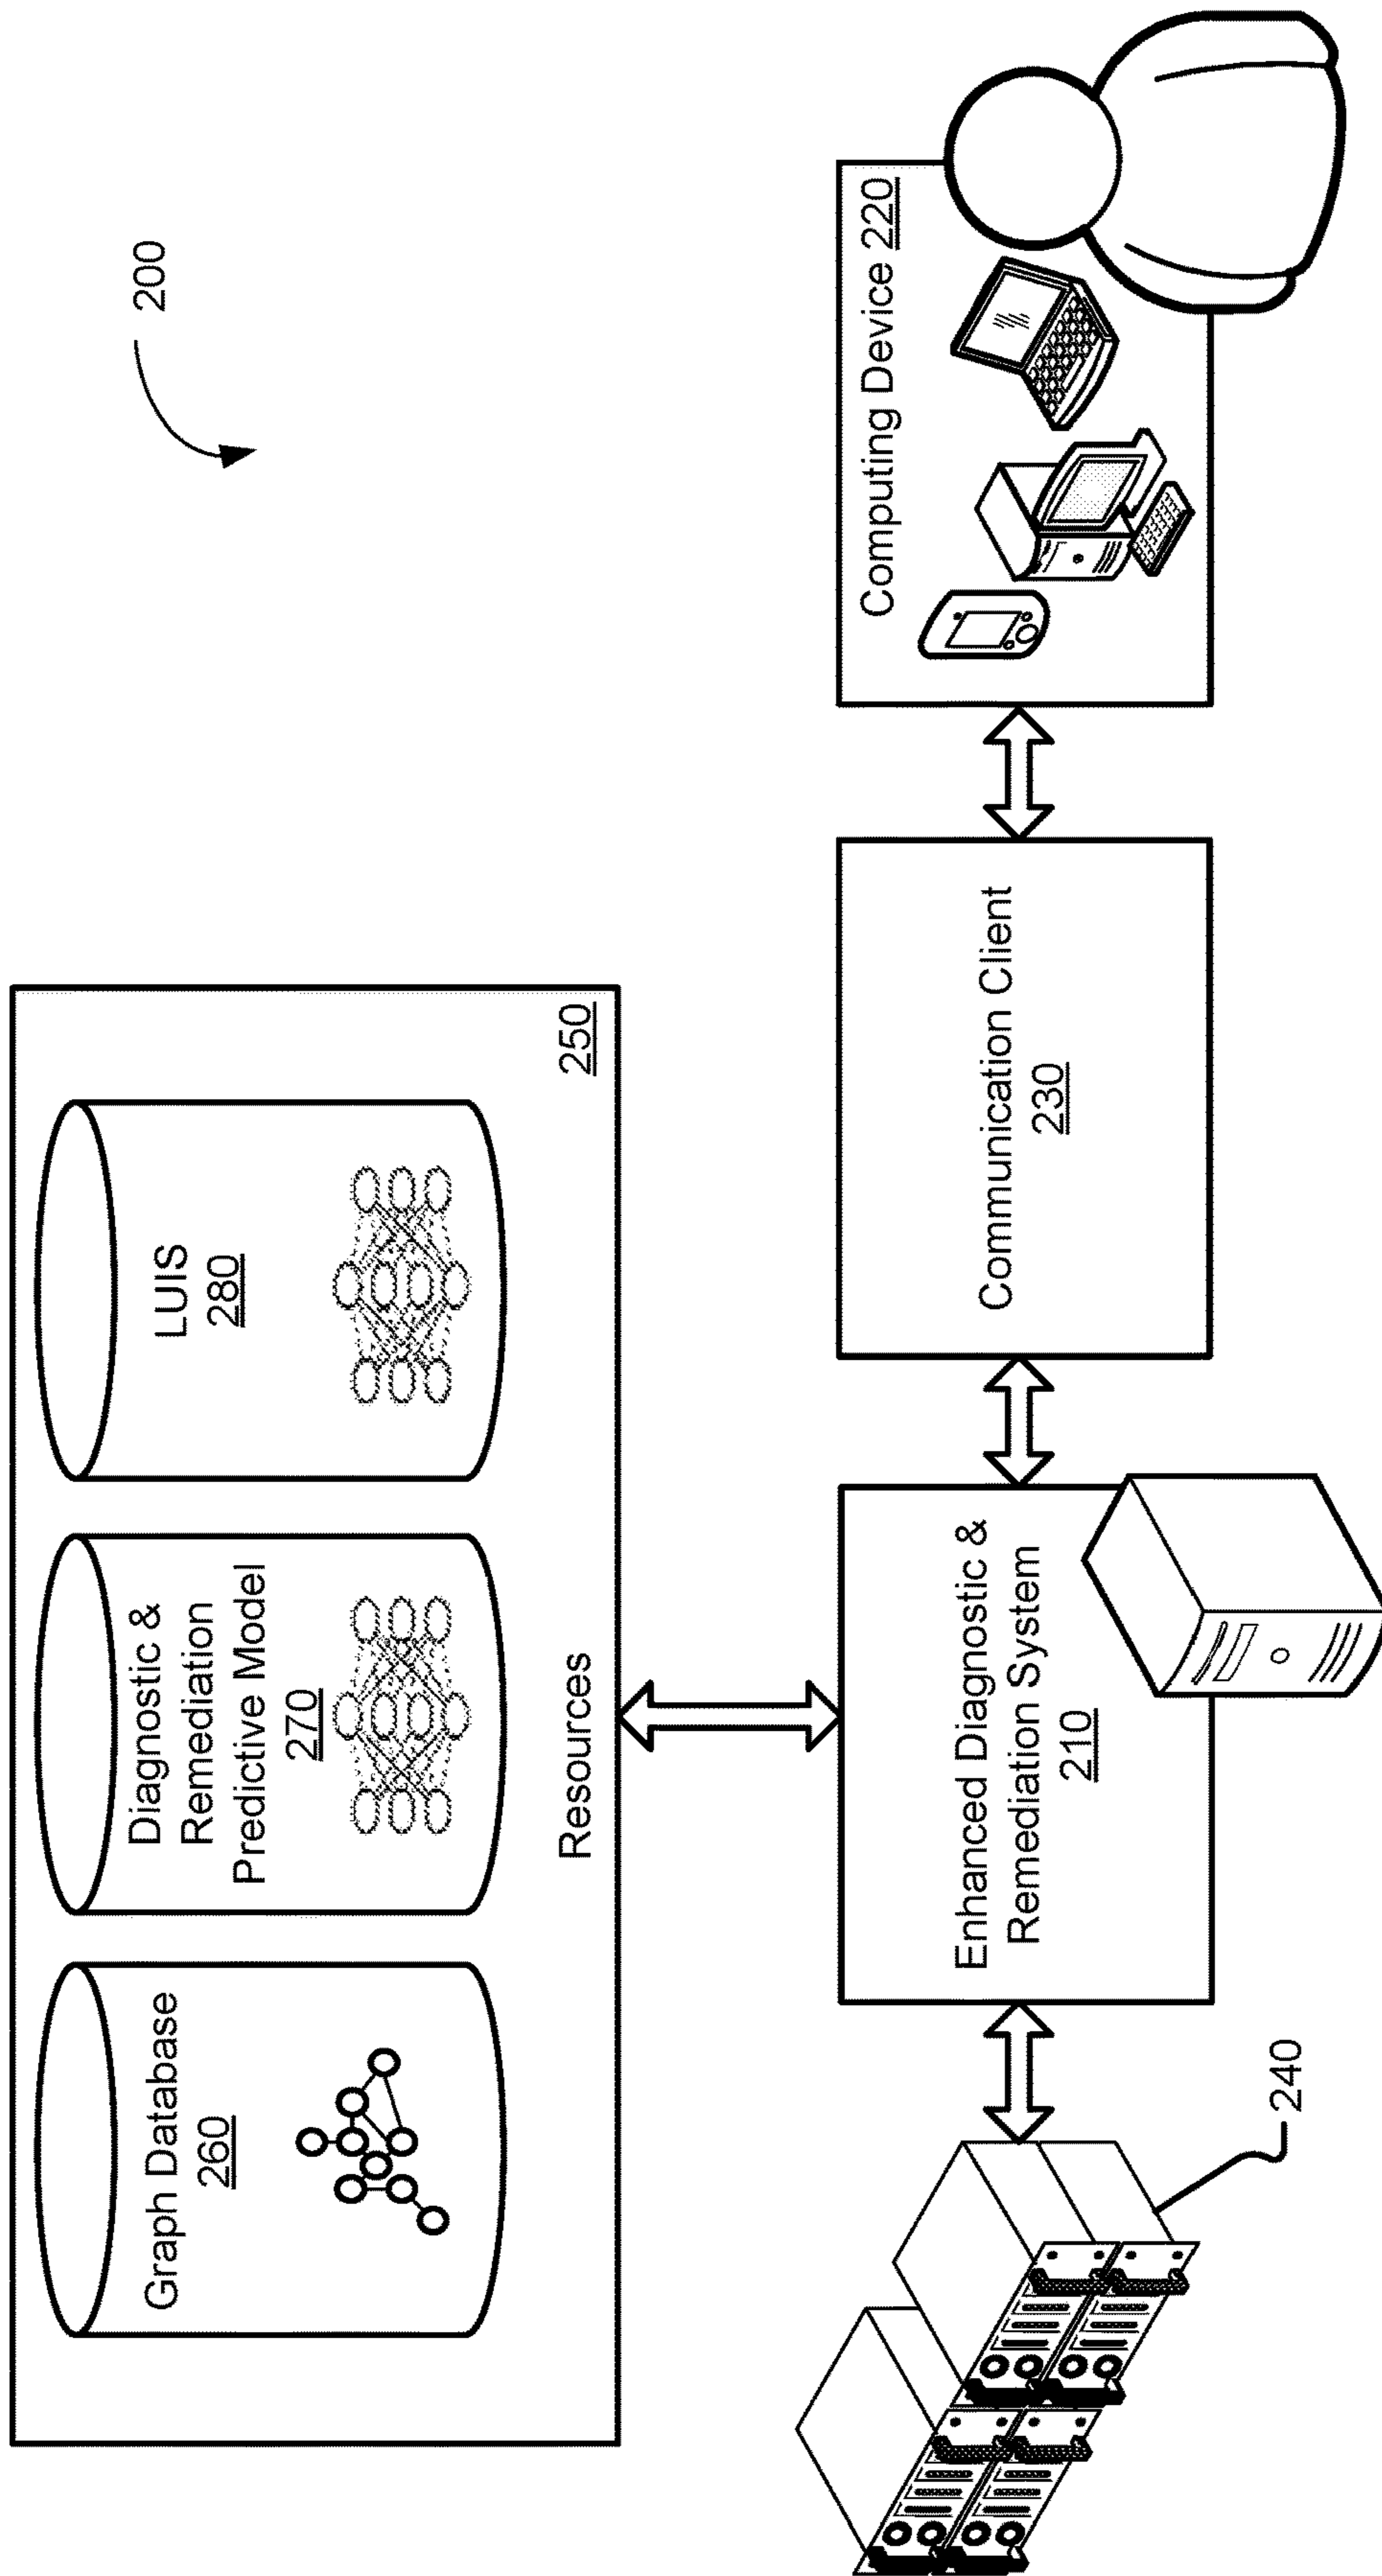 200
Graph Database
260
Diagnostic &
Remediation
Predictive Model
270
LUIS
280
Resources
250
240
Enhanced Diagnostic &
Remediation System
210
Communication Client
230
Computing Device 220